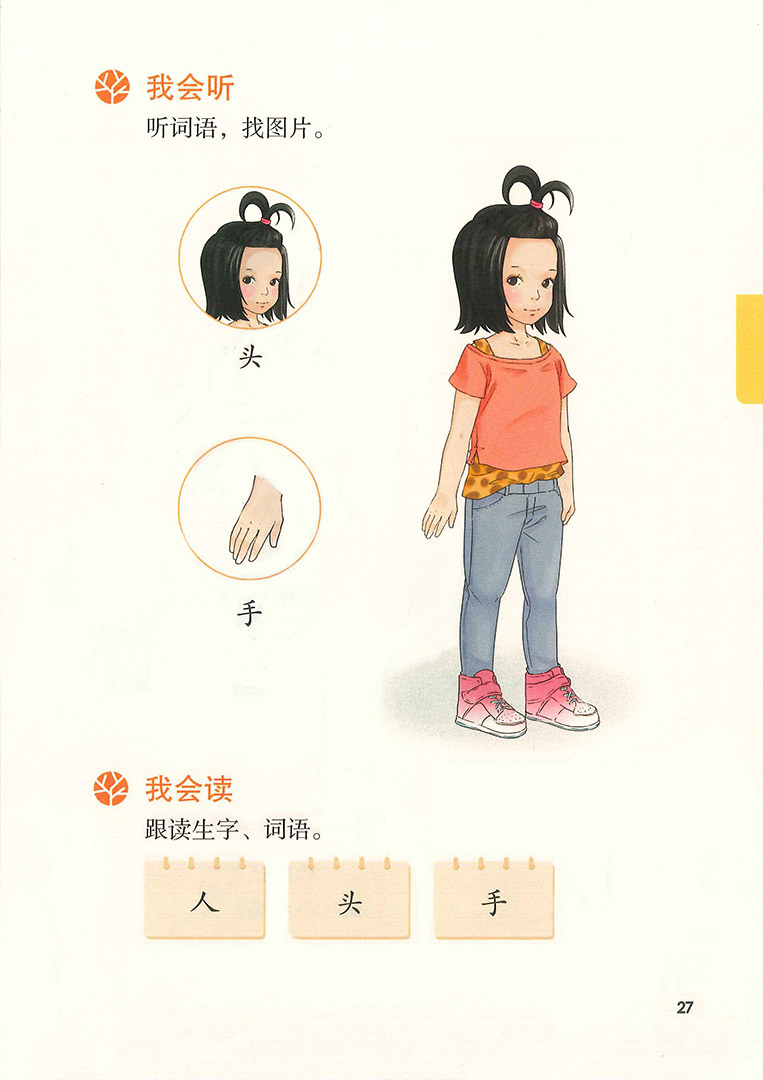 我会听
听词语，找图片。
头
手
我会读
跟读生字、词语。
人 头 手
27